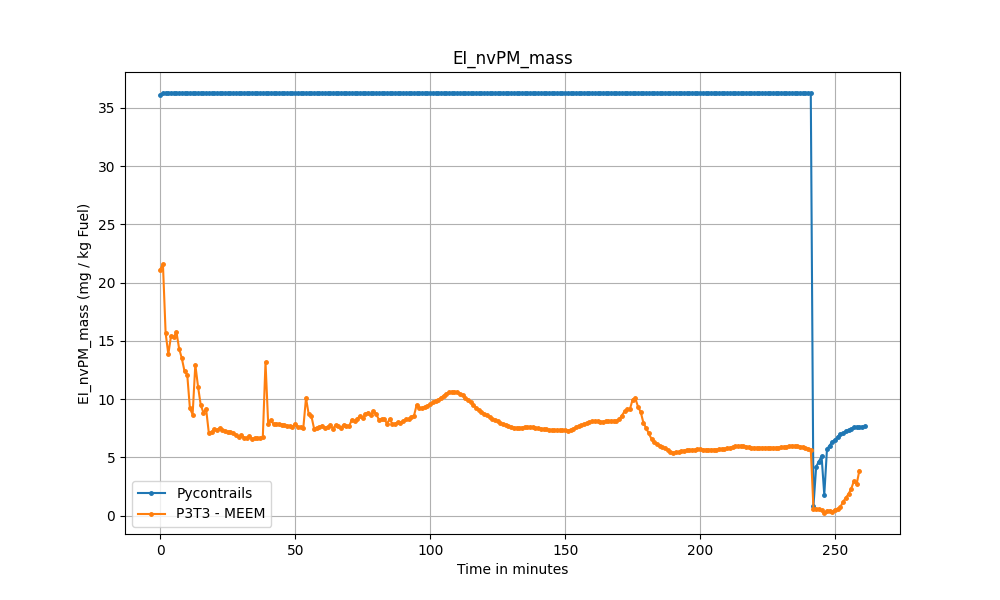 EI_nvPM_mass
EI_nvPM_mass (mg / kg Fuel)
35
30
25
20
15
10
5
0
Pycontrails
P3T3 - MEEM
0 50 100 150 200 250
Time in minutes